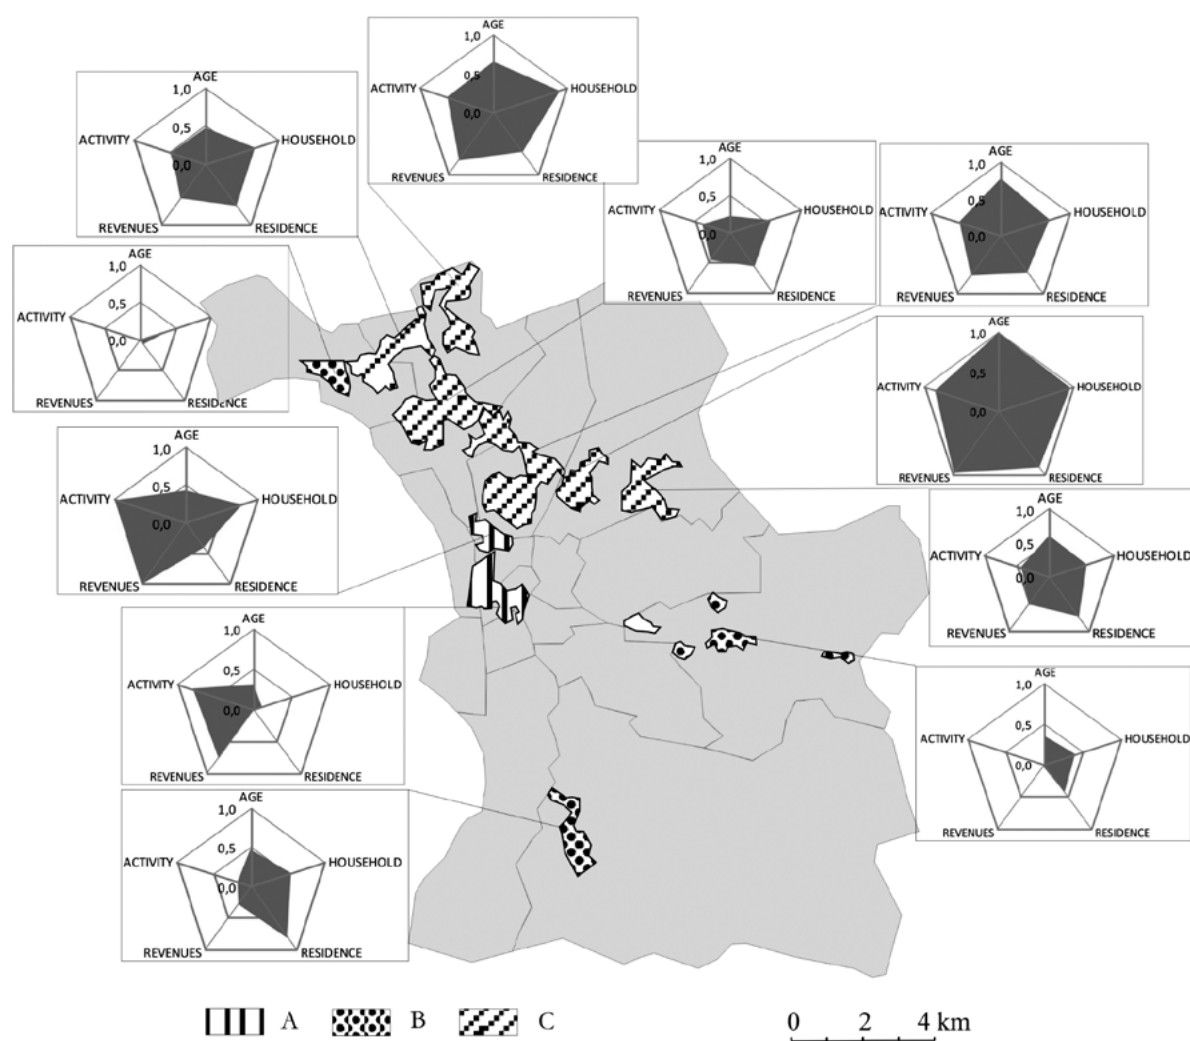 AGE
1,0
0,5
ACTIVITY HOUSEHOLD
0,0
REVENUES RESIDENCE
AGE
1,0
0,5
ACTIVITY HOUSEHOLD
0,0
REVENUES RESIDENCE
AGE
1,0
0,5
ACTIVITY HOUSEHOLD
0,0
REVENUES RESIDENCE
AGE
1,0
0,5
ACTIVITY HOUSEHOLD
0,0
REVENUES RESIDENCE
AGE
1,0
0,5
ACTIVITY
0,0
REVENUES RESIDENCE
AGE
1,0
0,5
ACTIVITY HOUSEHOLD
0,0
REVENUES RESIDENCE
AGE
1,0
0,5
ACTIVITY HOUSEHOLD
0,0
REVENUES RESIDENCE
AGE
1,0
0,5
ACTIVITY HOUSEHOLD
0,0
REVENUES RESIDENCE
AGE
1,0
0,5
ACTIVITY HOUSEHOLD
0,0
REVENUES RESIDENCE
AGE
1,0
0,5
ACTIVITY HOUSEHOLD
0,0
REVENUES RESIDENCE
AGE
1,0
0,5
ACTIVITY HOUSEHOLD
0,0
REVENUES RESIDENCE
A B C
0 2 4 km